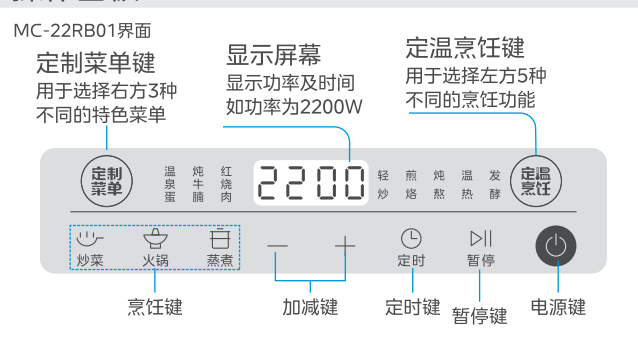 MC-22RB01界面
定制菜单键
用于选择右方3种
不同的特色菜单
显示屏幕
显示功率及时间
如功率为2200W
定温烹饪键
用于选择左方5种
不同的烹饪功能
定制
菜单
温泉蛋
炖牛腩
红烧肉
2200
轻炒
煎烙
炖熬
温热
发酵
定温
烹饪
炒菜
火锅
蒸煮
定时
暂停
烹饪键
加减键
定时键
暂停键
电源键